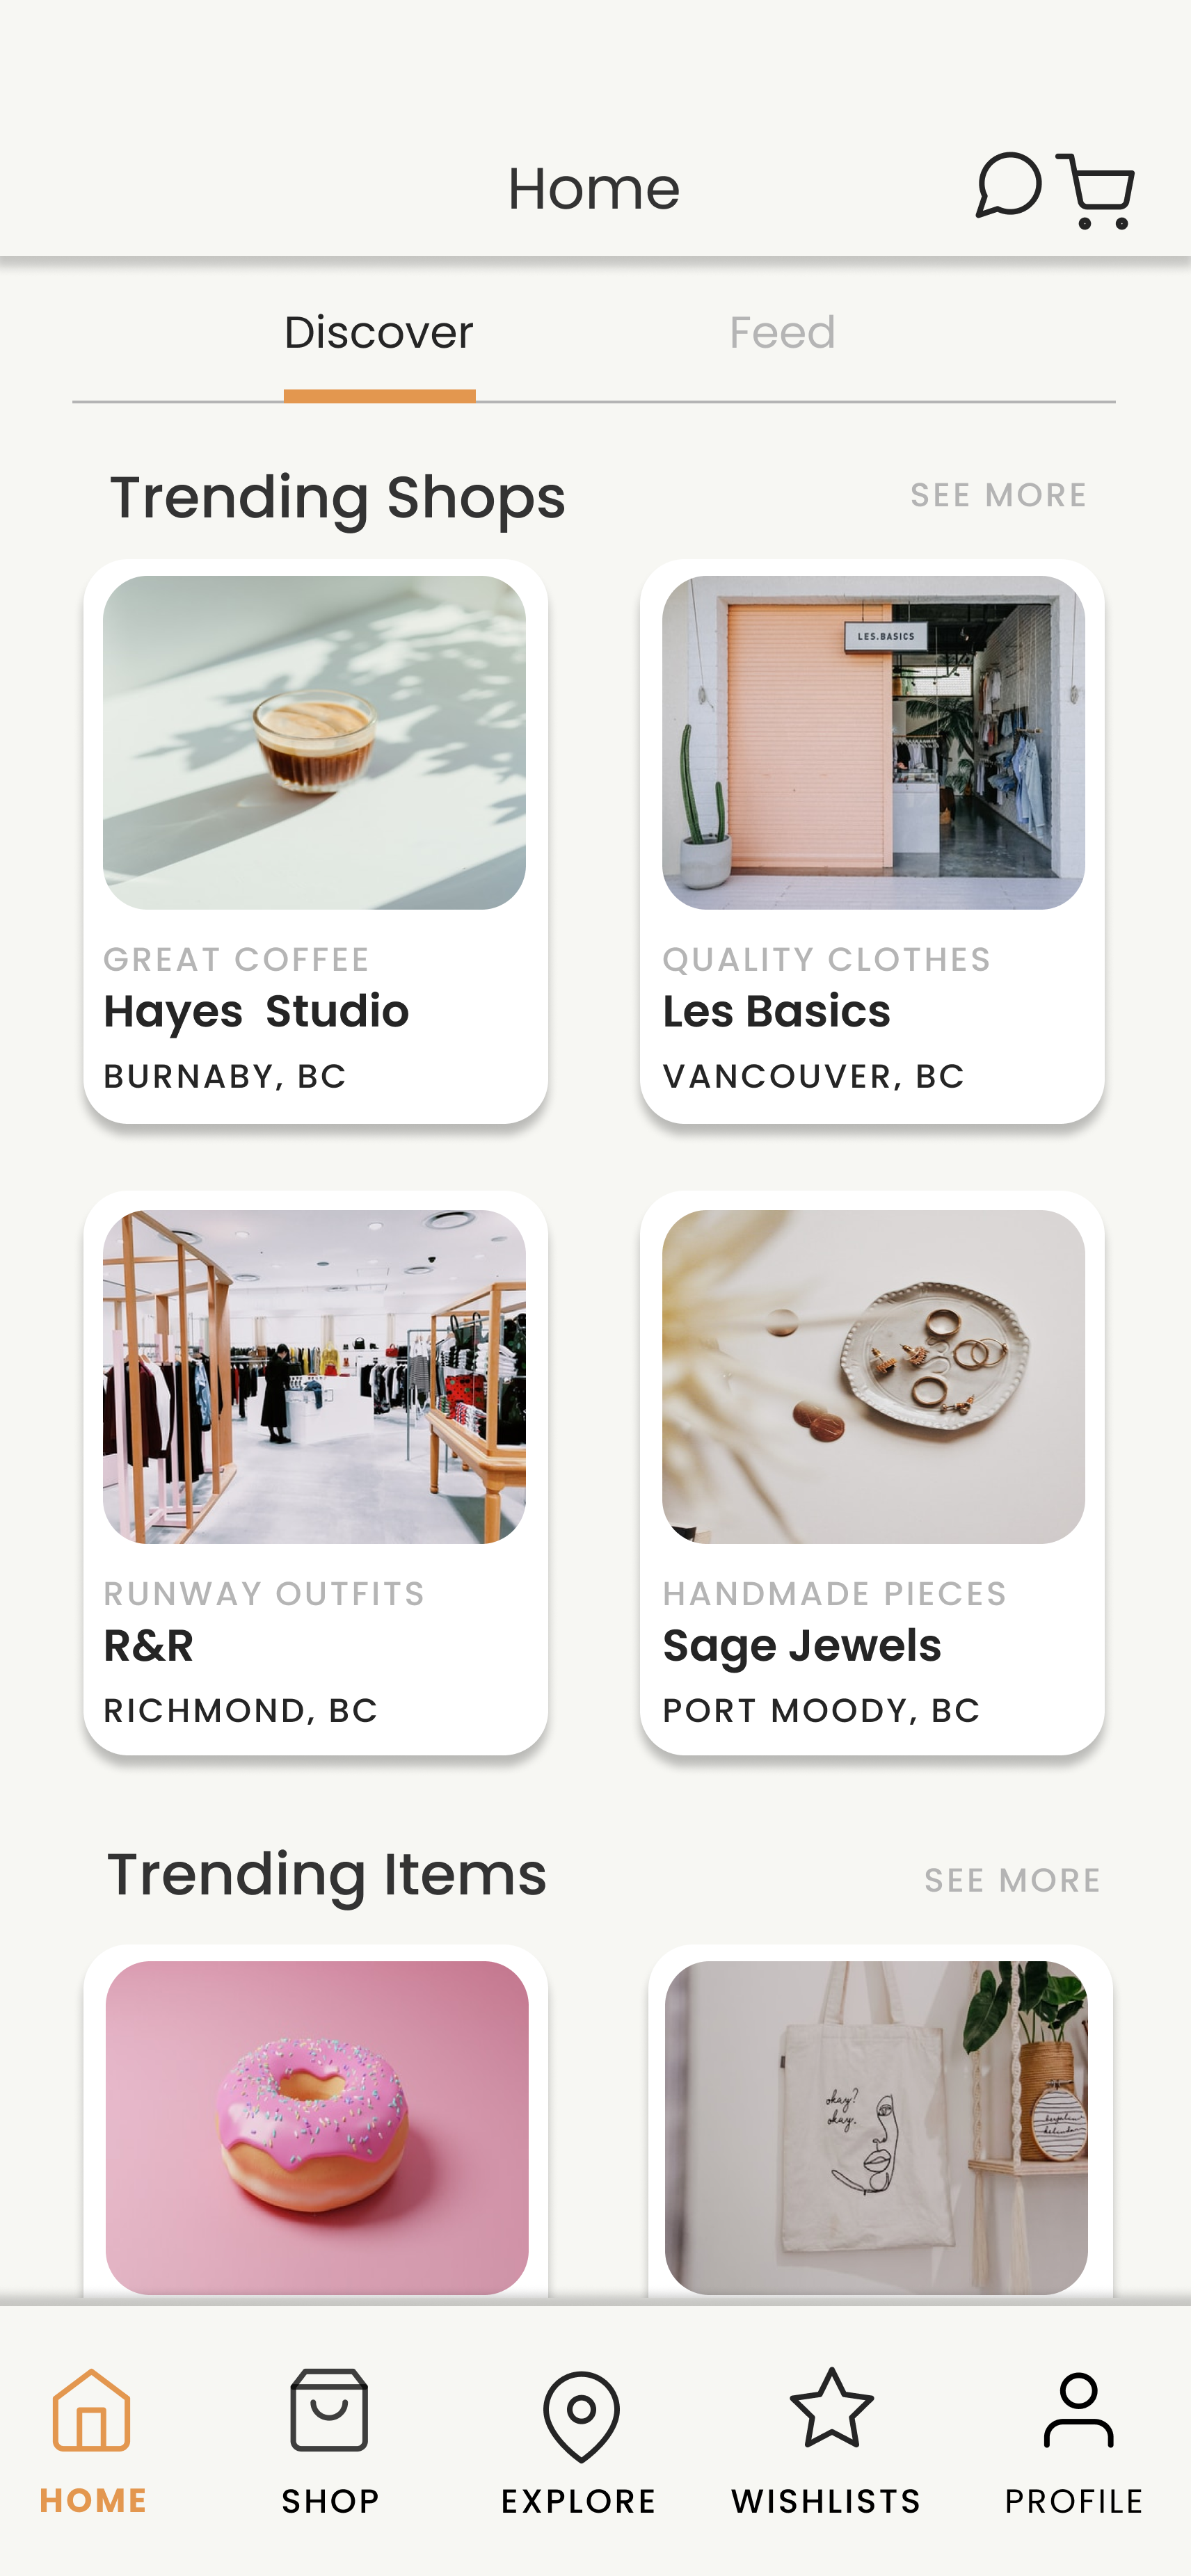 Home
Discover
Feed
Trending Shops
SEE MORE
LES.BASICS
GREAT COFFEE
Hayes  Studio
BURNABY, BC
QUALITY CLOTHES
Les Basics
VANCOUVER, BC
RUNWAY OUTFITS
R&R
RICHMOND, BC
HANDMADE PIECES
Sage Jewels
PORT MOODY, BC
Trending Items
SEE MORE
okay?
okay.
HOME
SHOP
EXPLORE
WISHLISTS
PROFILE